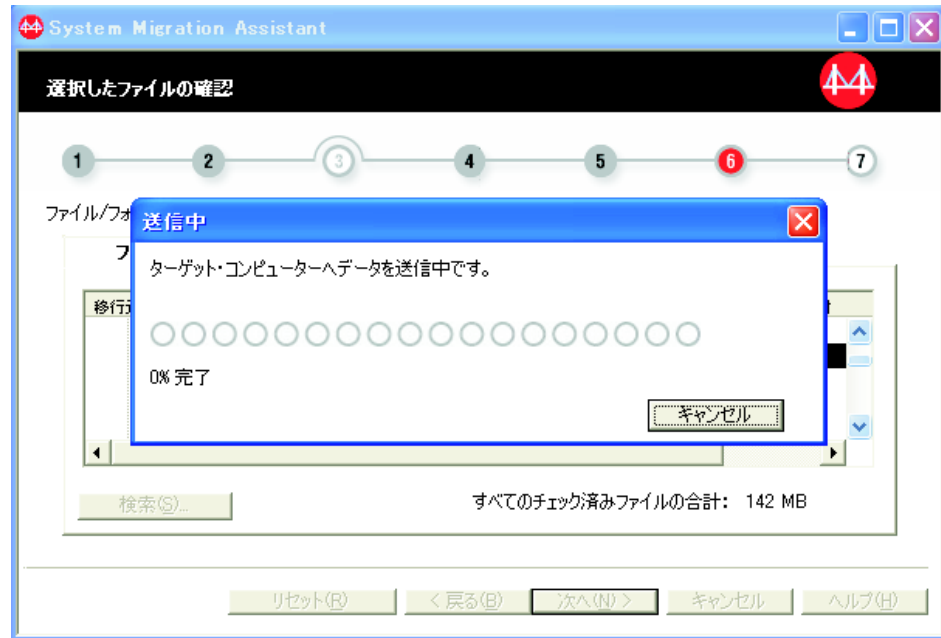 System Migration Assistant
選択したファイルの確認
1 2 3 4 5 6 7
ファイル/フォ
送信中
フ
ターゲット・コンピューターへデータを送信中です。
移行
0% 完了
キャンセル
検索(S)...
すべてのチェック済みファイルの合計: 142 MB
リセット(R) < 戻る(B) 次へ(N) > キャンセル ヘルプ(H)